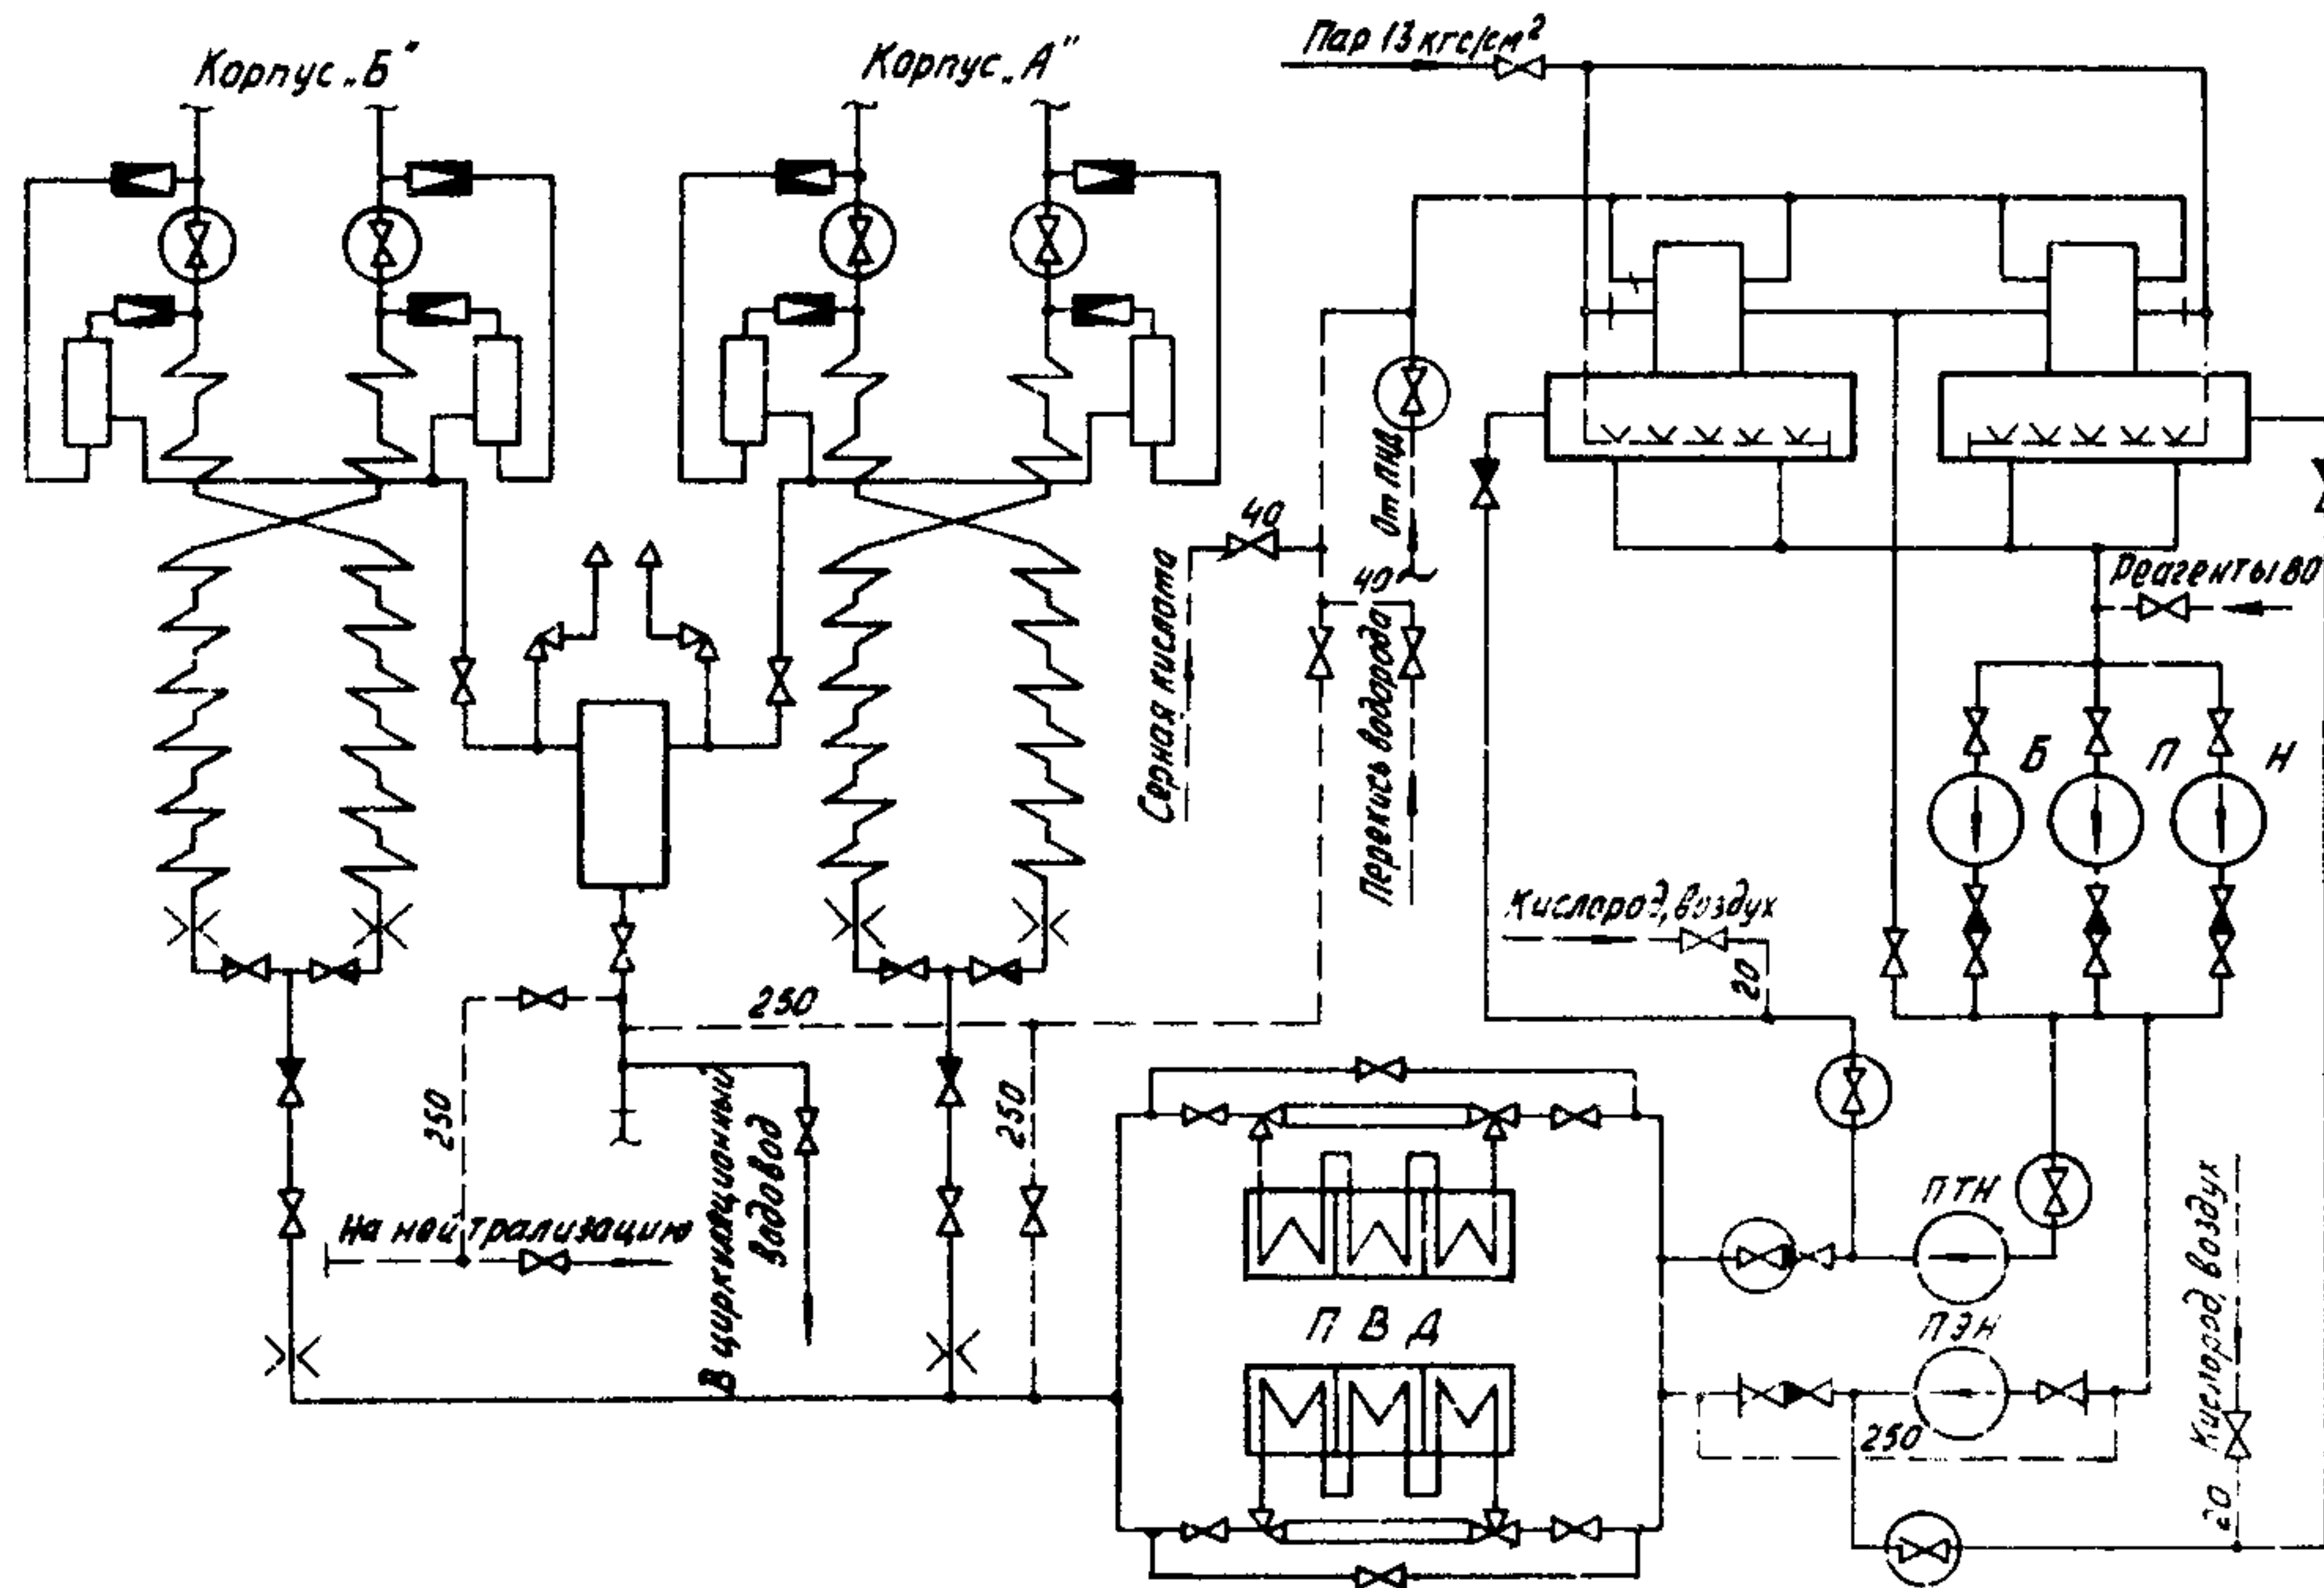 Корпус „Б"
Корпус „А"
Пар 13 кгс/см²
От ПНД
40
Серная кислота
40
Перекись водорода
Реагенты 80
Б
П
Н
Кислород, воздух
20
250
250
250
На нейтрализацию
В циркуляционный
водовод
П В Д
ПТН
ПЭН
250
Кислород, воздух
20